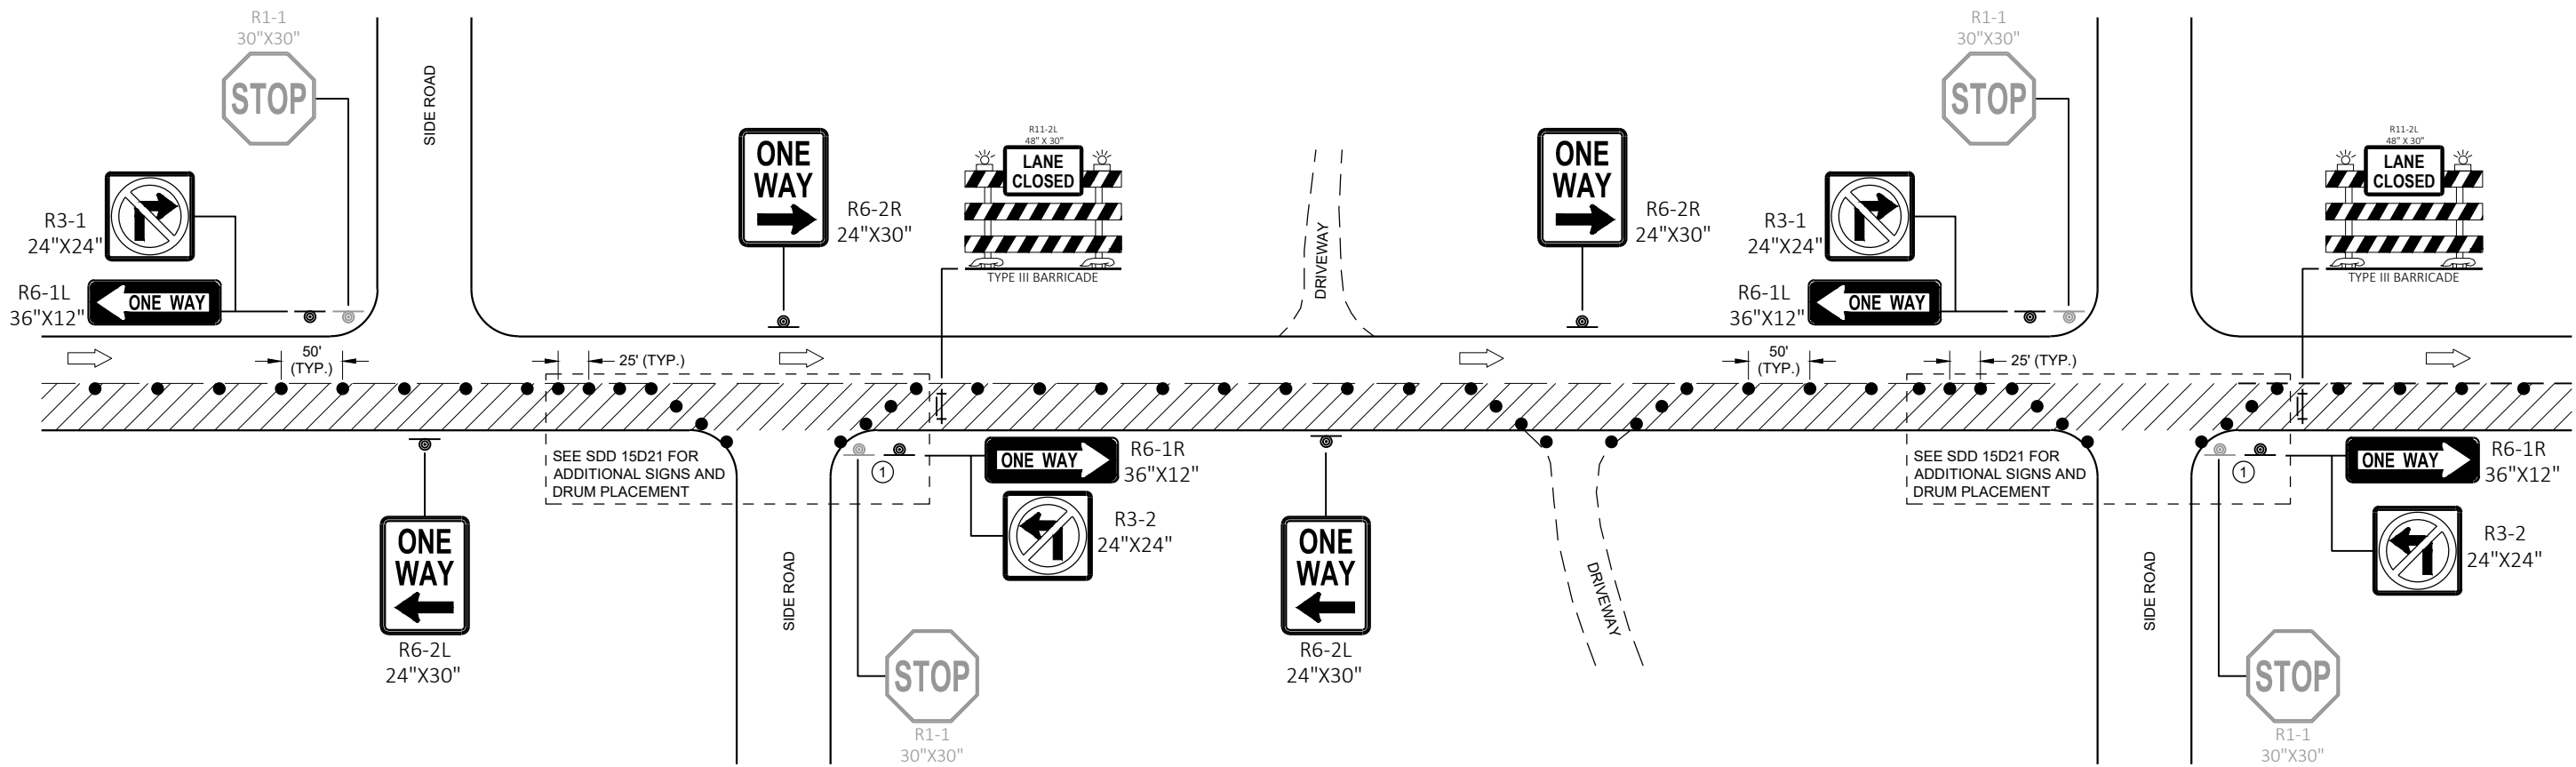 R1-1
30"X30"
STOP
SIDE ROAD
R3-1
24"X24"
R6-1L
36"X12"
ONE WAY
50'
(TYP.)
25' (TYP.)
ONE
WAY
R6-2R
24"X30"
R11-2L
48" X 30"
LANE
CLOSED
TYPE III BARRICADE
DRIVEWAY
ONE
WAY
R6-2R
24"X30"
R1-1
30"X30"
STOP
SIDE ROAD
R3-1
24"X24"
R6-1L
36"X12"
ONE WAY
50'
(TYP.)
25' (TYP.)
R11-2L
48" X 30"
LANE
CLOSED
TYPE III BARRICADE
ONE
WAY
R6-2L
24"X30"
SEE SDD 15D21 FOR
ADDITIONAL SIGNS AND
DRUM PLACEMENT
SIDE ROAD
1
ONE WAY
R6-1R
36"X12"
R3-2
24"X24"
STOP
R1-1
30"X30"
ONE
WAY
R6-2L
24"X30"
DRIVEWAY
SEE SDD 15D21 FOR
ADDITIONAL SIGNS AND
DRUM PLACEMENT
SIDE ROAD
1
ONE WAY
R6-1R
36"X12"
R3-2
24"X24"
STOP
R1-1
30"X30"